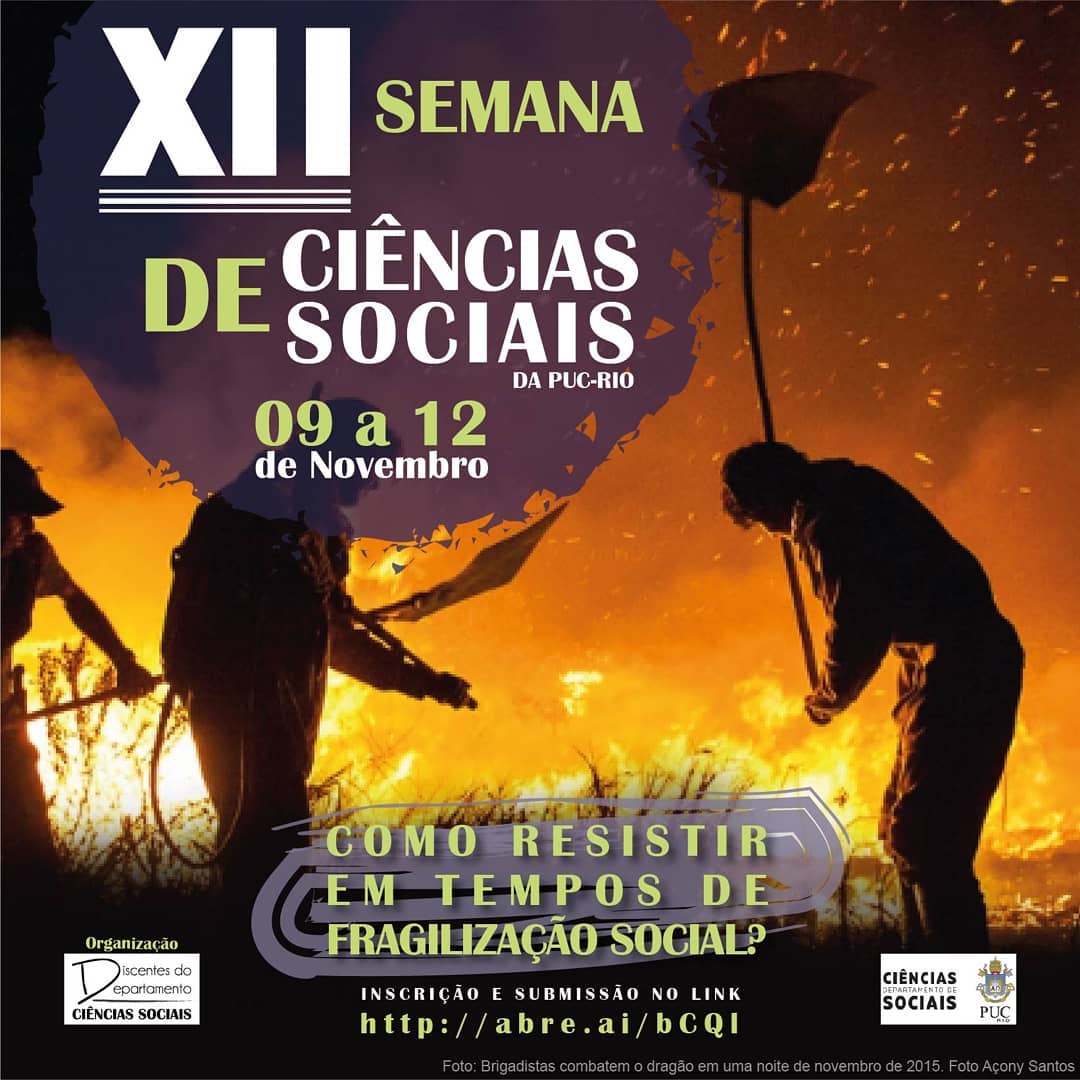 XII SEMANA
DE CIÊNCIAS
SOCIAIS
DA PUC-RIO
09 a 12
de Novembro
COMO RESISTIR
EM TEMPOS DE
FRAGILIZAÇÃO SOCIAL?
Organização
Discentes do
Departamento
CIÊNCIAS SOCIAIS
INSCRIÇÃO E SUBMISSÃO NO LINK
http://abre.ai/bCQl
CIÊNCIAS
DEPARTAMENTO DE
SOCIAIS
PUC
RIO
Foto: Brigadistas combatem o dragão em uma noite de novembro de 2015. Foto Açony Santos